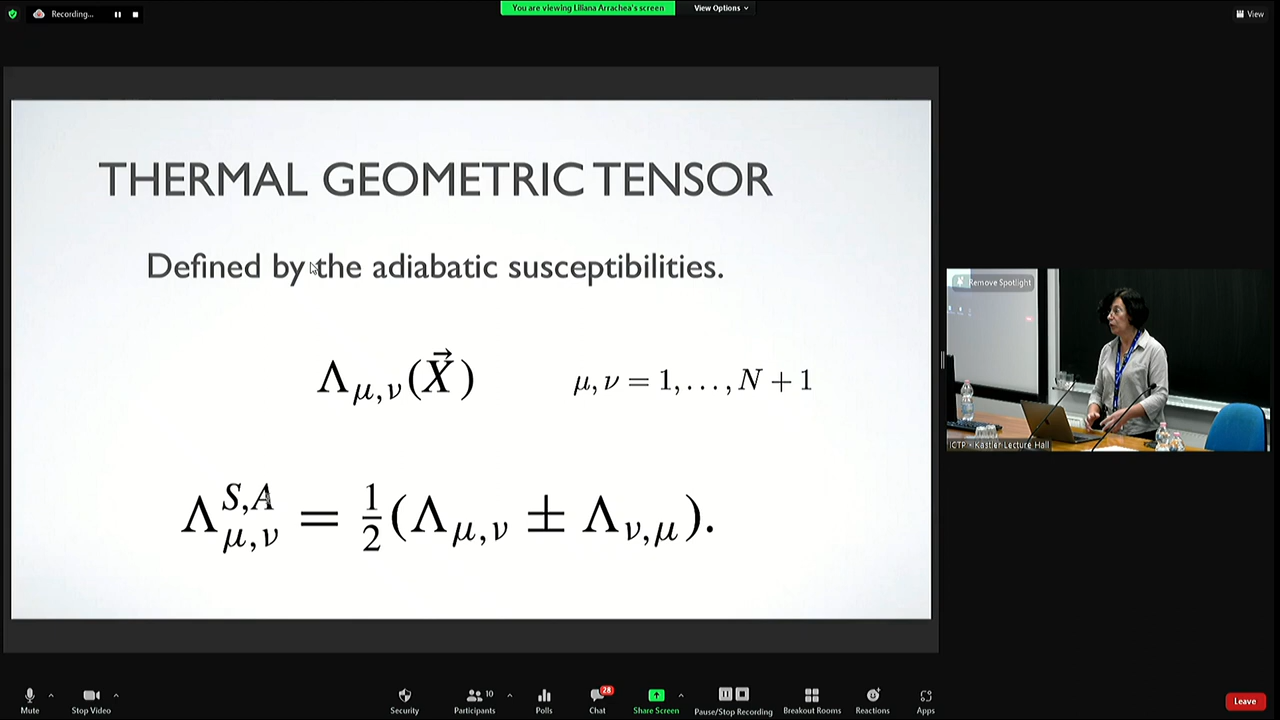 Recording...
You are viewing Liliana Arrachea's screen
View Options
View
THERMAL GEOMETRIC TENSOR
Defined by the adiabatic susceptibilities.
Λ_{μ,ν}(X⃗)
μ, ν = 1, . . . , N + 1
Λ^{S,A}_{μ,ν} = 1/2 (Λ_{μ,ν} ± Λ_{ν,μ}).
Remove Spotlight
ICTP - Kastler Lecture Hall
Mute
Stop Video
Security
Participants
10
Polls
Chat
28
Share Screen
Pause/Stop Recording
Breakout Rooms
Reactions
Apps
Leave